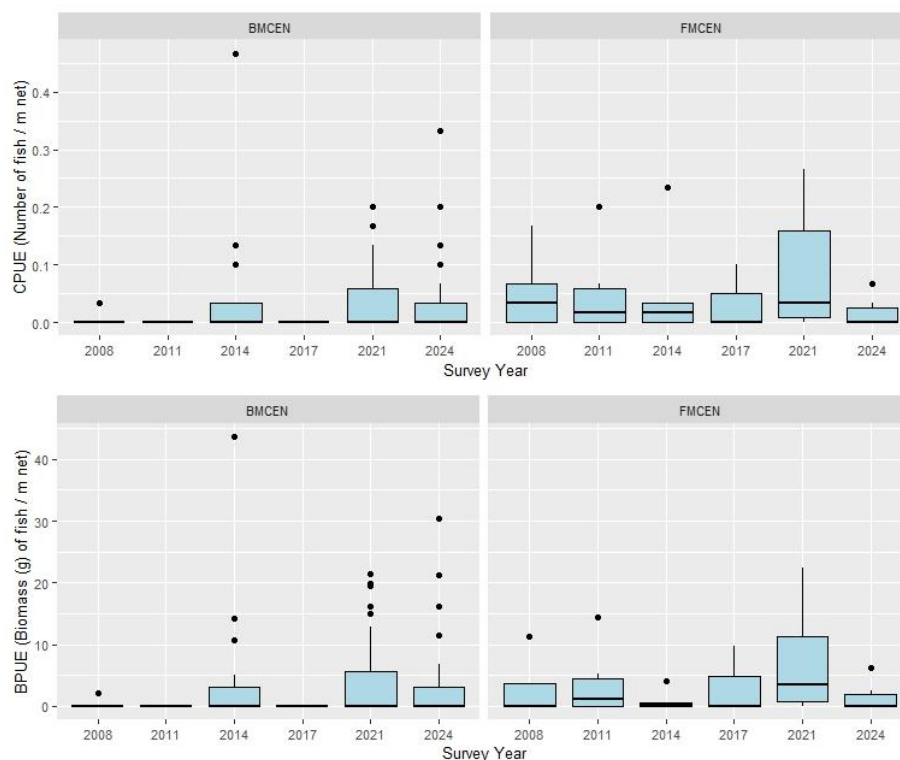 BMCEN FMCEN
CPUE (Number of fish / m net)
0.4
0.3
0.2
0.1
0.0
2008 2011 2014 2017 2021 2024 2008 2011 2014 2017 2021 2024
Survey Year
BMCEN FMCEN
BPUE (Biomass (g) of fish / m net)
40
30
20
10
0
2008 2011 2014 2017 2021 2024 2008 2011 2014 2017 2021 2024
Survey Year